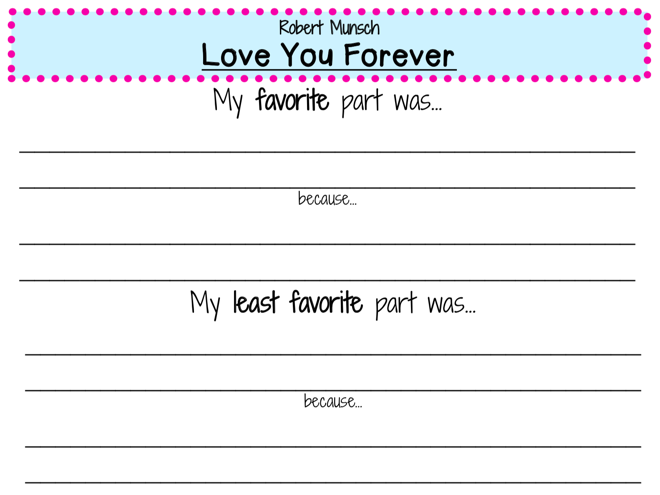 Robert Munsch
Love You Forever
My favorite part was...
because...
My least favorite part was...
because...